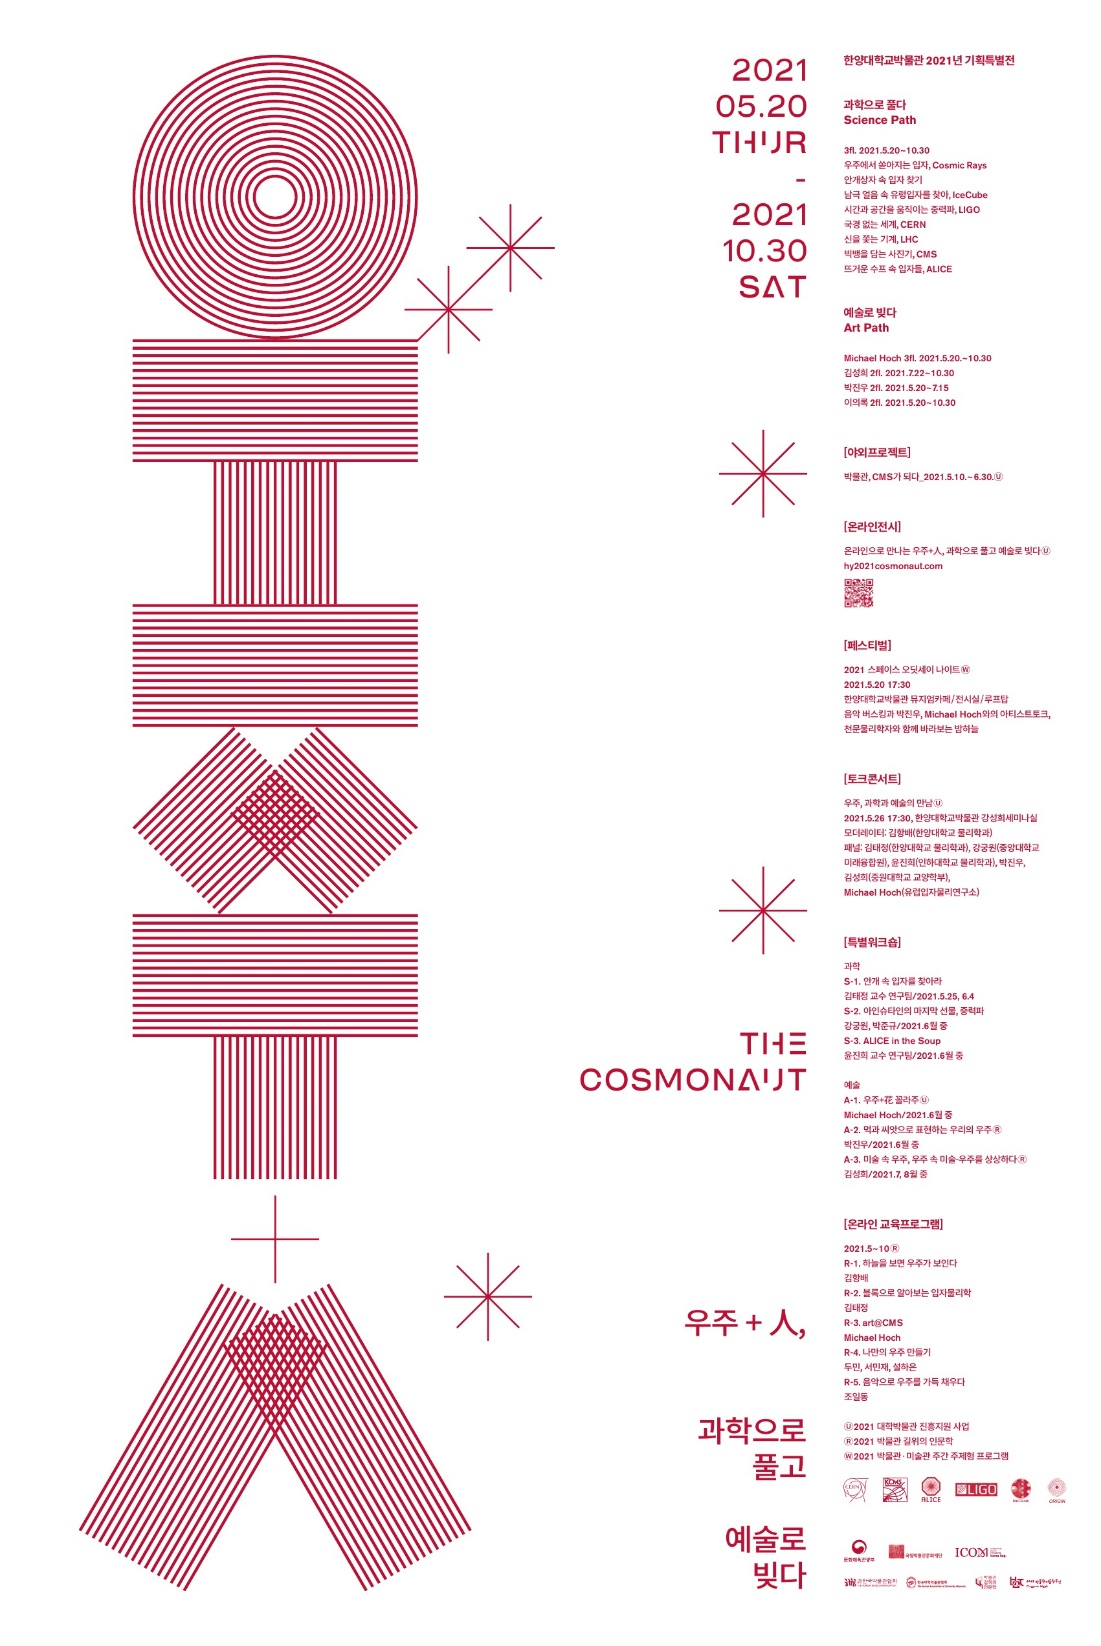 2021
05.20
THUR
-
2021
10.30
SAT
THE
COSMONAUT
우주 + 人,
과학으로
풀고
예술로
빚다
한양대학교박물관 2021년 기획특별전
과학으로 풀다
Science Path
3fl. 2021.5.20~10.30
우주에서 쏟아지는 입자, Cosmic Rays
안개상자 속 입자 찾기
남극 얼음 속 유령입자를 찾아, IceCube
시간과 공간을 움직이는 중력파, LIGO
국경 없는 세계, CERN
신을 쫓는 기계, LHC
빅뱅을 담는 사진기, CMS
뜨거운 수프 속 입자들, ALICE
예술로 빚다
Art Path
Michael Hoch 3fl. 2021.5.20.~10.30
김성희 2fl. 2021.7.22~10.30
박진우 2fl. 2021.5.20~7.15
이의록 2fl. 2021.5.20~10.30
[야외프로젝트]
박물관, CMS가 되다_2021.5.10.~6.30.Ⓤ
[온라인전시]
온라인으로 만나는 우주+人, 과학으로 풀고 예술로 빚다Ⓤ
hy2021cosmonaut.com
[페스티벌]
2021 스페이스 오딧세이 나이트Ⓦ
2021.5.20 17:30
한양대학교박물관 뮤지엄카페/전시실/루프탑
음악 버스킹과 박진우, Michael Hoch와의 아티스트토크,
천문물리학자와 함께 바라보는 밤하늘
[토크콘서트]
우주, 과학과 예술의 만남Ⓤ
2021.5.26 17:30, 한양대학교박물관 강성희세미나실
모더레이터: 김항배(한양대학교 물리학과)
패널: 김태정(한양대학교 물리학과), 강궁원(중앙대학교
미래융합원), 윤진희(인하대학교 물리학과), 박진우,
김성희(중원대학교 교양학부),
Michael Hoch(유럽입자물리연구소)
[특별워크숍]
과학
S-1. 안개 속 입자를 찾아라
김태정 교수 연구팀/2021.5.25, 6.4
S-2. 아인슈타인의 마지막 선물, 중력파
강궁원, 박준규/2021.6월 중
S-3. ALICE in the Soup
윤진희 교수 연구팀/2021.6월 중
예술
A-1. 우주+花 꼴라주Ⓤ
Michael Hoch/2021.6월 중
A-2. 먹과 씨앗으로 표현하는 우리의 우주Ⓡ
박진우/2021.6월 중
A-3. 미술 속 우주, 우주 속 미술-우주를 상상하다Ⓡ
김성희/2021.7, 8월 중
[온라인 교육프로그램]
2021.5~10Ⓡ
R-1. 하늘을 보면 우주가 보인다
김항배
R-2. 블록으로 알아보는 입자물리학
김태정
R-3. art@CMS
Michael Hoch
R-4. 나만의 우주 만들기
두민, 서민재, 설하온
R-5. 음악으로 우주를 가득 채우다
조일동
Ⓤ2021 대학박물관 진흥지원 사업
Ⓡ2021 박물관 길위의 인문학
Ⓦ2021 박물관·미술관 주간 주제형 프로그램
CERN KCMS ALICE LIGO ORIGIN
문화체육관광부 국립박물관문화재단 ICOM